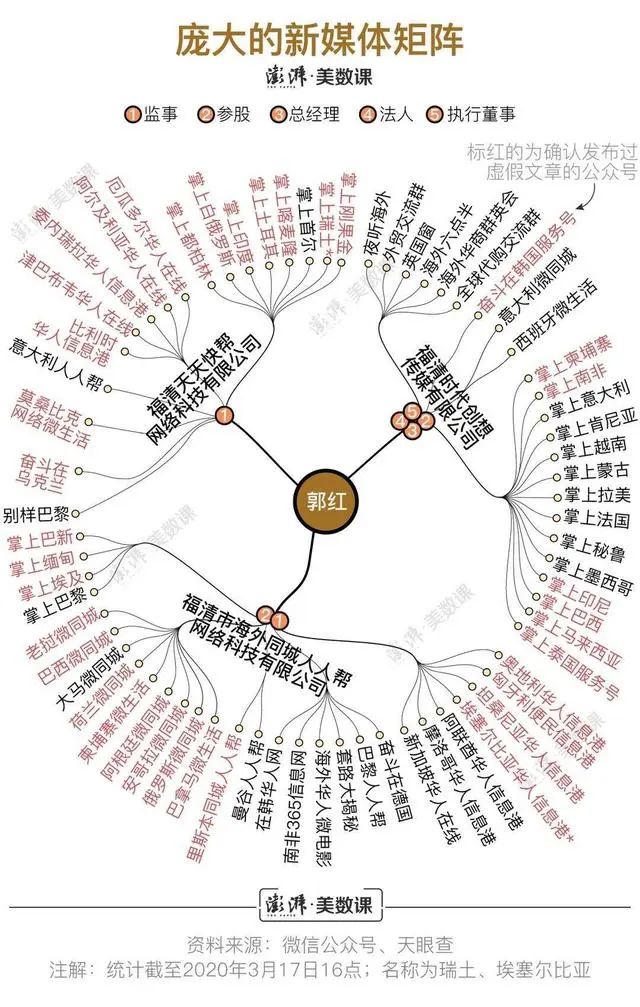 庞大的新媒体矩阵
澎湃·美数课
THE PAPER
1监事 2参股 3总经理 4法人 5执行董事
标红的为确认发布过
虚假文章的公众号
郭红
福清天天快帮
网络科技有限公司
1
掌上刚果金
掌上瑞士*
掌上首尔
掌上喀麦隆
掌上土耳其
掌上印度
掌上白俄罗斯
掌上都柏林
厄瓜多尔华人在线
阿尔及利亚华人在线
委内瑞拉华人信息港
津巴布韦华人在线
比利时
华人信息港
意大利人人帮
莫桑比克
网络微生活
奋斗在
乌克兰
别样巴黎
福清时代创想
传媒有限公司
5
4
2
3
夜听海外
外贸交流群
英国窗
海外六点半
海外华商群英会
全球代购交流群
奋斗在韩国服务号
意大利微同城
西班牙微生活
掌上柬埔寨
掌上南非
掌上意大利
掌上肯尼亚
掌上越南
掌上蒙古
掌上拉美
掌上法国
掌上秘鲁
掌上墨西哥
掌上印尼
掌上巴西
掌上马来西亚
掌上泰国服务号
福清市海外同城人人帮
网络科技有限公司
2
1
掌上巴新
掌上缅甸
掌上埃及
掌上巴黎
老挝微同城
巴西微同城
大马微同城
荷兰微同城
柬埔寨微生活
阿根廷微同城
安哥拉微同城
俄罗斯微同城
巴拿马微生活
里斯本同城人人帮
曼谷人人帮
在韩华人网
南非365信息网
海外华人微电影
套路大揭秘
巴黎人人帮
奋斗在德国
新加坡华人在线
摩洛哥华人信息港
阿联酋华人信息港
埃塞尔比亚华人信息港*
坦桑尼亚华人信息港
匈牙利便民信息港
奥地利华人信息港
澎湃·美数课
THE PAPER
资料来源：微信公众号、天眼查
注解：统计截至2020年3月17日16点；名称为瑞土、埃塞尔比亚